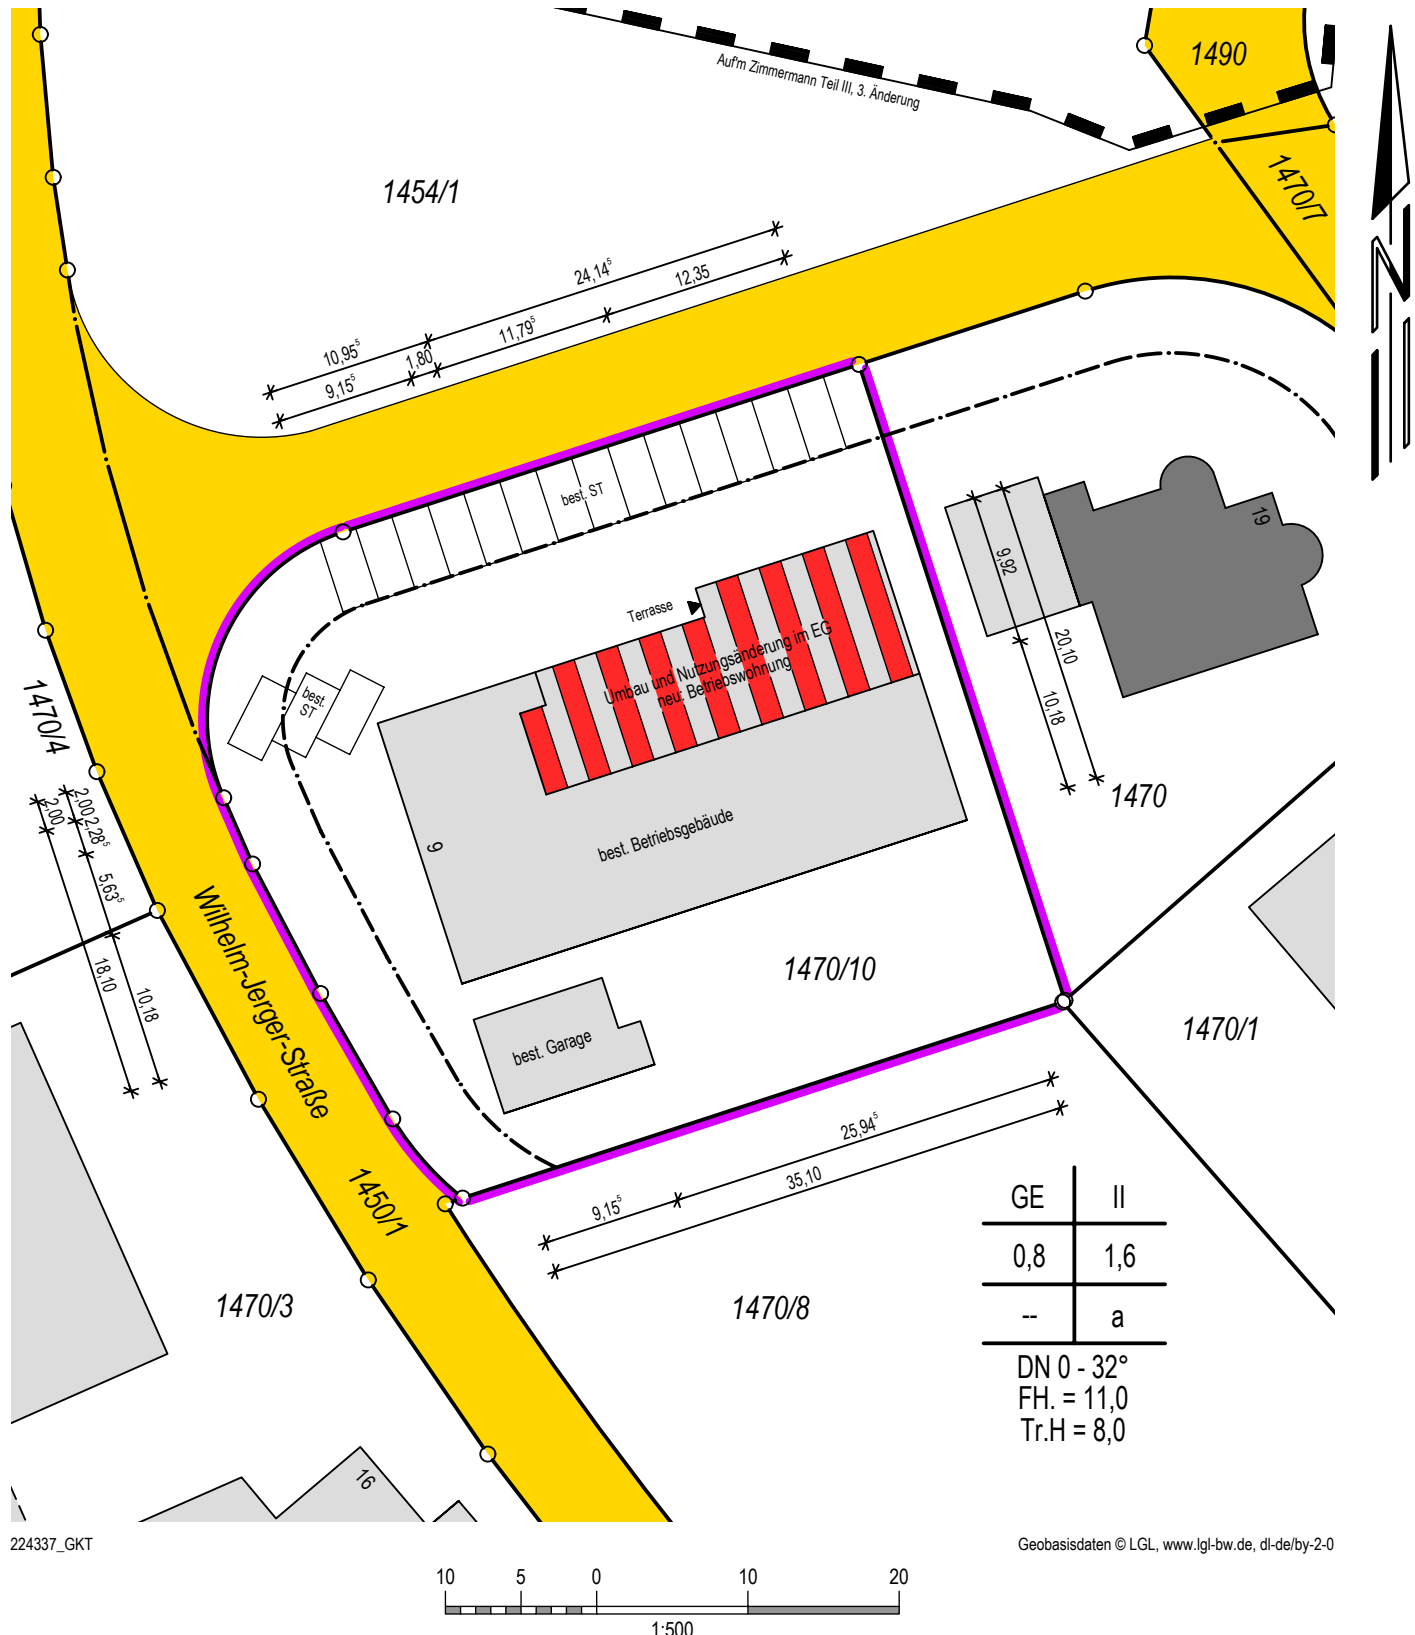 Auf'm Zimmermann Teil III, 3. Änderung
1490
1470/7
1454/1
24,14⁵
12,35
10,95⁵
11,79⁵
1,80
9,15⁵
N
best. ST
19
9,92
20,10
10,18
Terrasse
Umbau und Nutzungsänderung im EG
neu: Betriebswohnung
best.
ST
1470/4
2,00
2,00
2,28⁵
5,63⁵
18,10
10,18
9
best. Betriebsgebäude
1470
1470/10
1470/1
Wilhelm-Jerger-Straße
best. Garage
1450/1
25,94⁵
9,15⁵
35,10
GE II
0,8 1,6
-- a
DN 0 - 32°
FH. = 11,0
Tr.H = 8,0
1470/3
1470/8
16
224337_GKT
Geobasisdaten © LGL, www.lgl-bw.de, dl-de/by-2-0
10 5 0 10 20
1:500